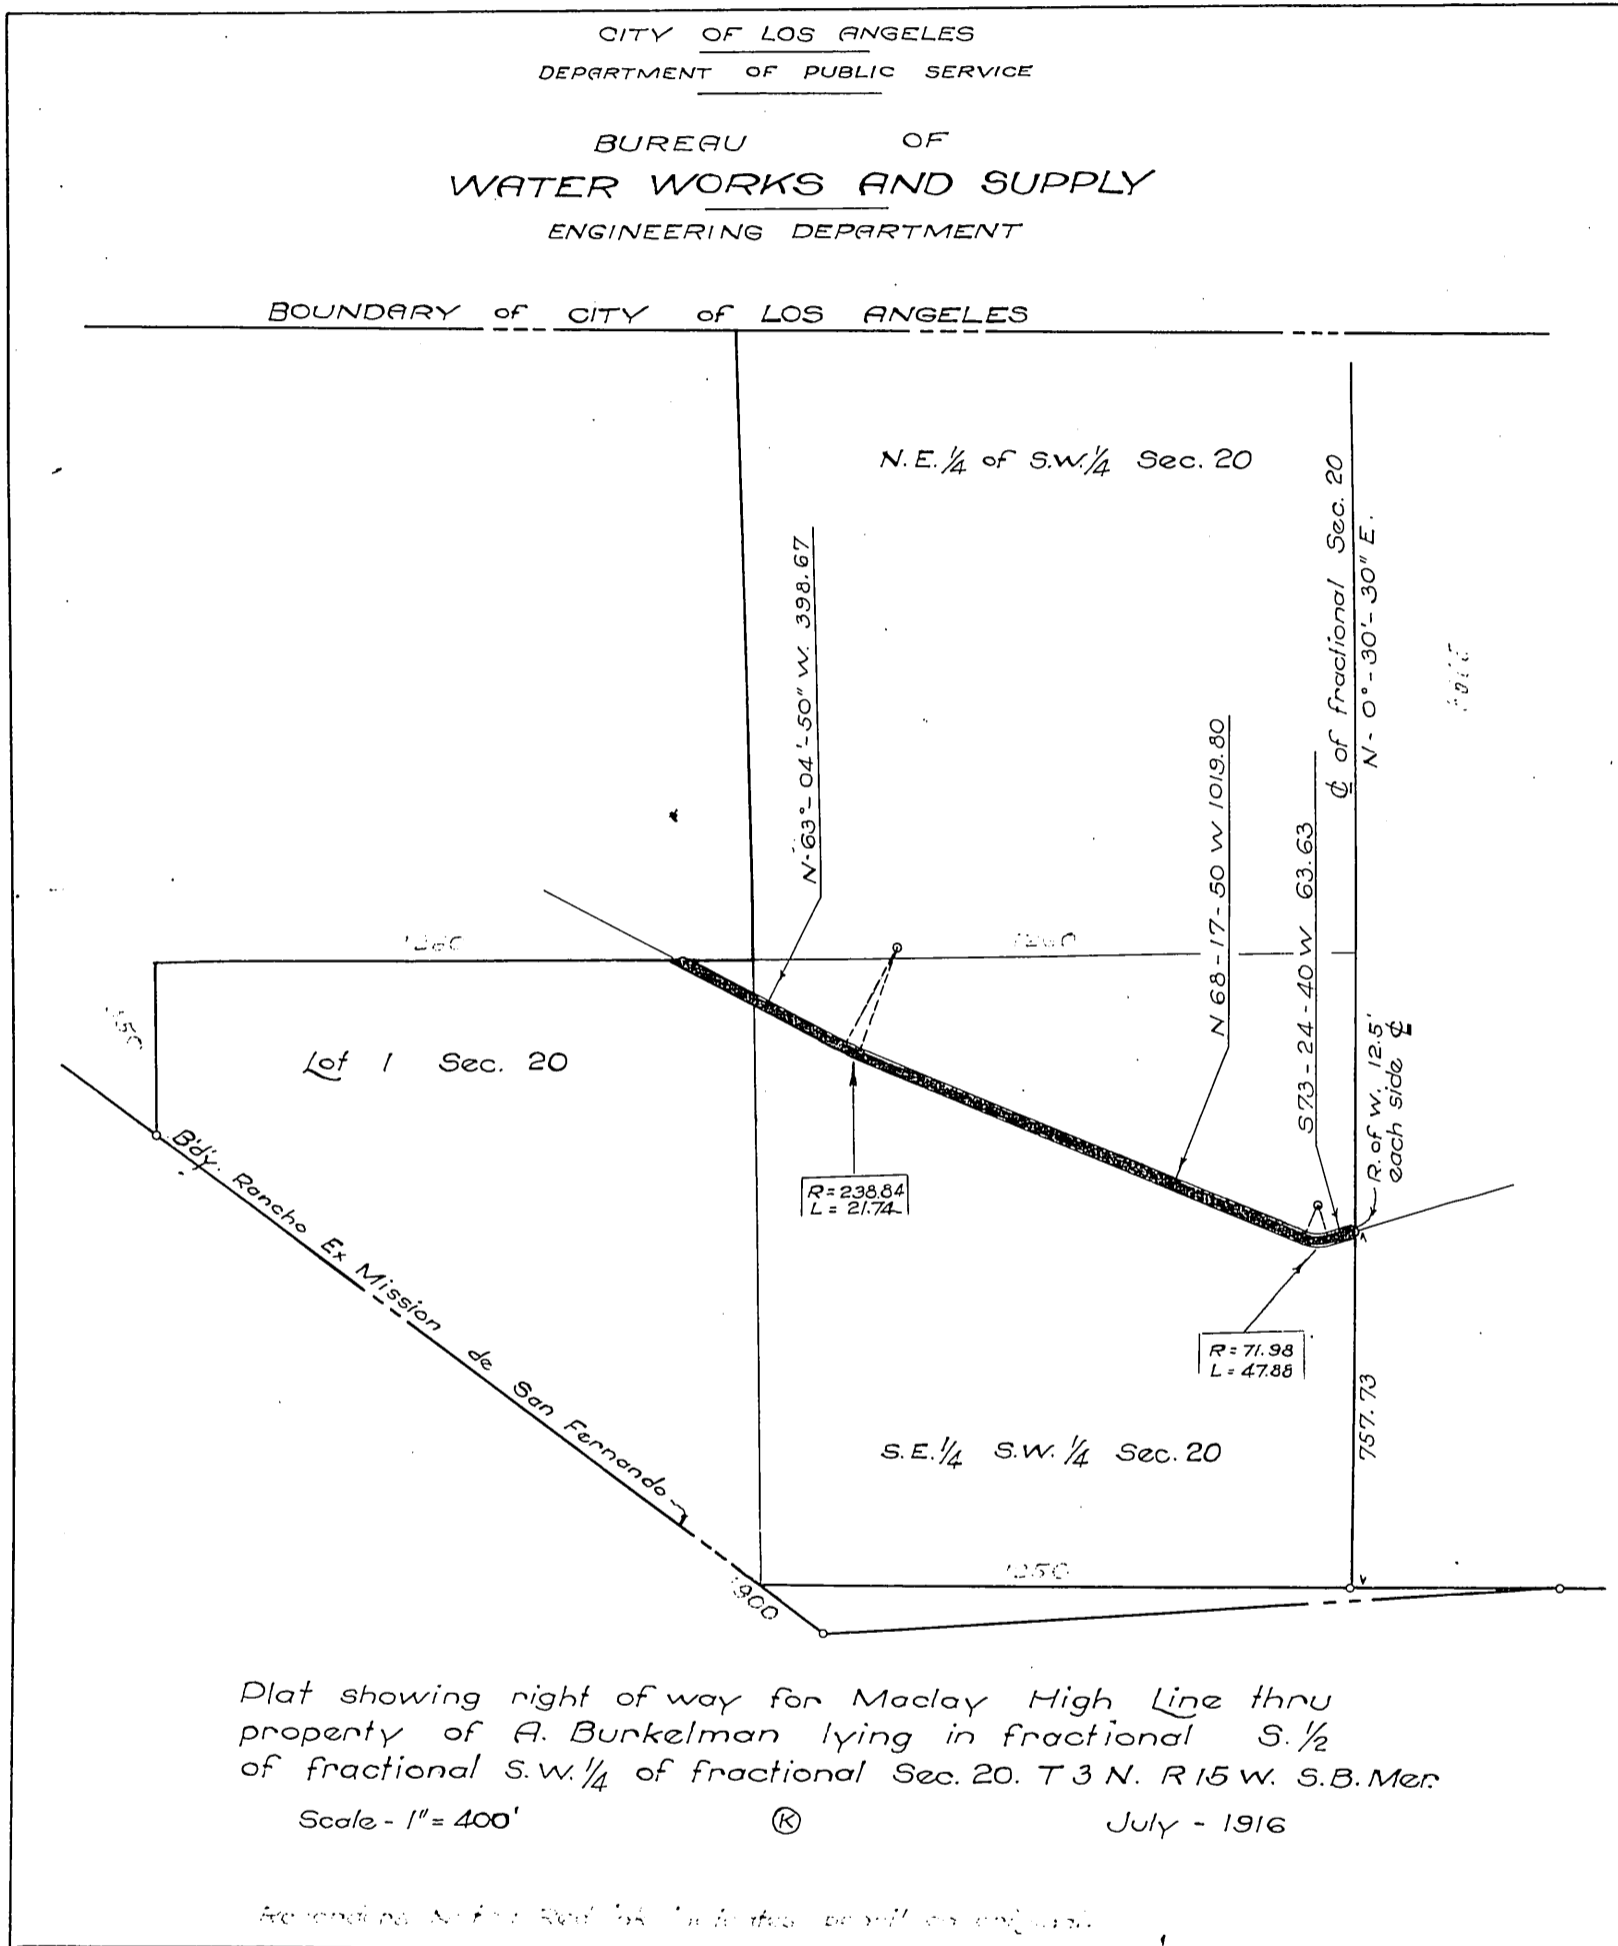 CITY OF LOS ANGELES
DEPARTMENT OF PUBLIC SERVICE
BUREAU OF
WATER WORKS AND SUPPLY
ENGINEERING DEPARTMENT
BOUNDARY of CITY of LOS ANGELES
N.E.¼ of S.W.¼ Sec. 20
N-63°-04'-50" W. 398.67
N 68-17-50 W 1019.80
S73-24-40 W 63.63
℄ of fractional Sec. 20
N-0°-30'-30" E.
R. of W. 12.5'
each side ℄
1260
Lot 1 Sec. 20
R=238.84
L=21.74
R=71.98
L=47.88
757.73
Bdy. Rancho Ex Mission de San Fernando
S.E.¼ S.W.¼ Sec. 20
1250
900
Plat showing right of way for Maclay High Line thru
property of A. Burkelman lying in fractional S.½
of fractional S.W.¼ of fractional Sec. 20. T 3 N. R 15 W. S.B. Mer.
Scale - 1"=400'
K
July - 1916